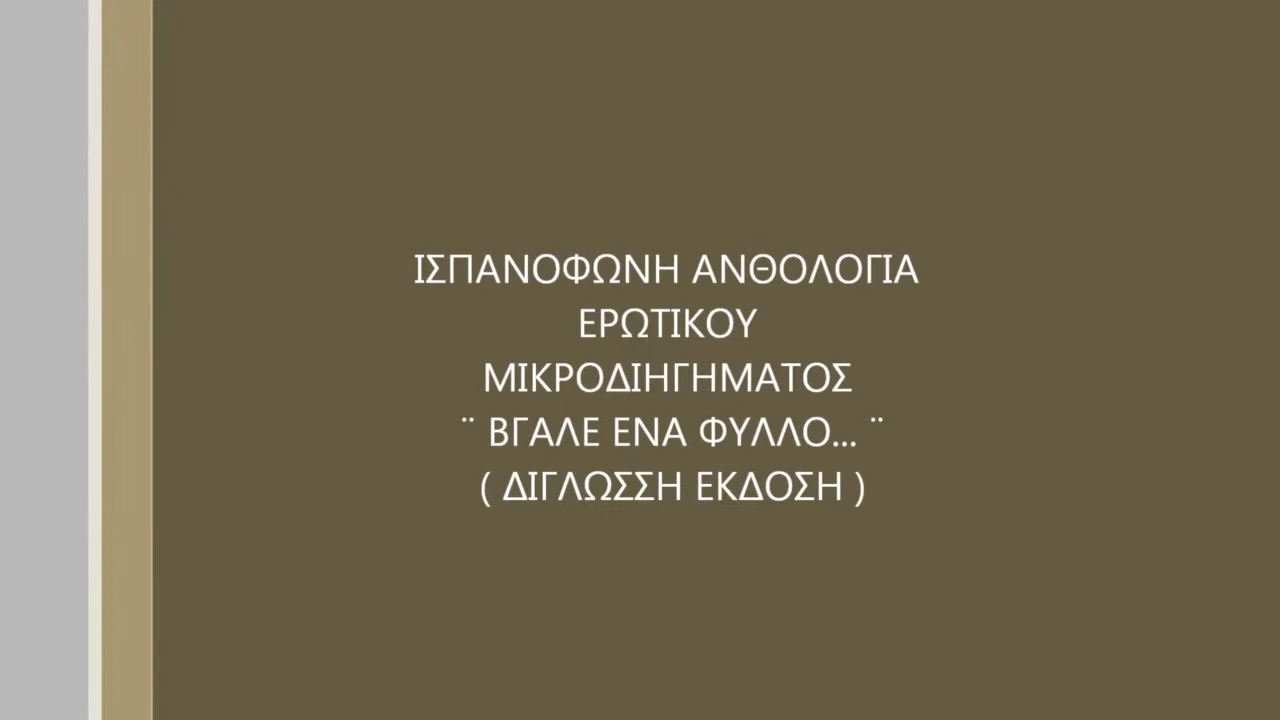 ΙΣΠΑΝΟΦΩΝΗ ΑΝΘΟΛΟΓΙΑ
ΕΡΩΤΙΚΟΥ
ΜΙΚΡΟΔΙΗΓΗΜΑΤΟΣ
¨ ΒΓΑΛΕ ΕΝΑ ΦΥΛΛΟ... ¨
( ΔΙΓΛΩΣΣΗ ΕΚΔΟΣΗ )